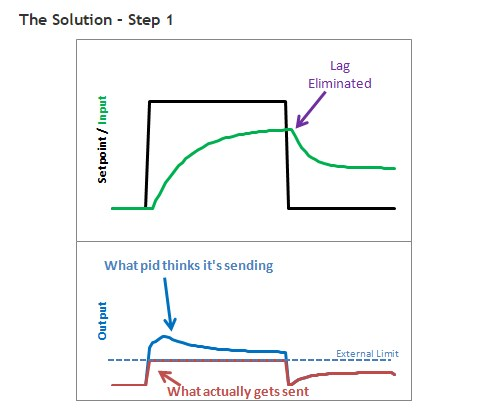 The Solution – Step 1
Lag
Eliminated
Setpoint / Input
What pid thinks it's sending
Output
External Limit
What actually gets sent